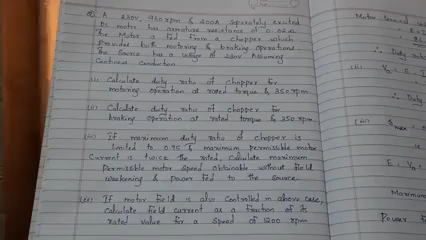 Q) A 230V, 960 rpm & 200A Separately excited
Dc motor has armature resistance of 0.02Ω
The Motor is fed from a chopper which
Provides both motoring & braking operations
The Source has a voltage of 230V Assuming
Continous Conduction
(i) Calculate duty ratio of chopper for
motoring operation at rated torque & 350 rpm.
(ii) Calculate duty ratio of chopper for
braking operation at rated torque & 350 rpm.
(iii) If maximum duty ratio of chopper is
limited to 0.95 & maximum permissible motor
Current is twice the rated, Calculate maximum
Permissible motor Speed obtainable without field
weakening & Power fed to the source.
(iv) If motor field is also Controlled in above case,
Calculate field current as a fraction of its
rated value for a Speed of 1200 rpm
Motor
∴ Duty
(ii)
∴ Duty
(iii)
Maximum
Power